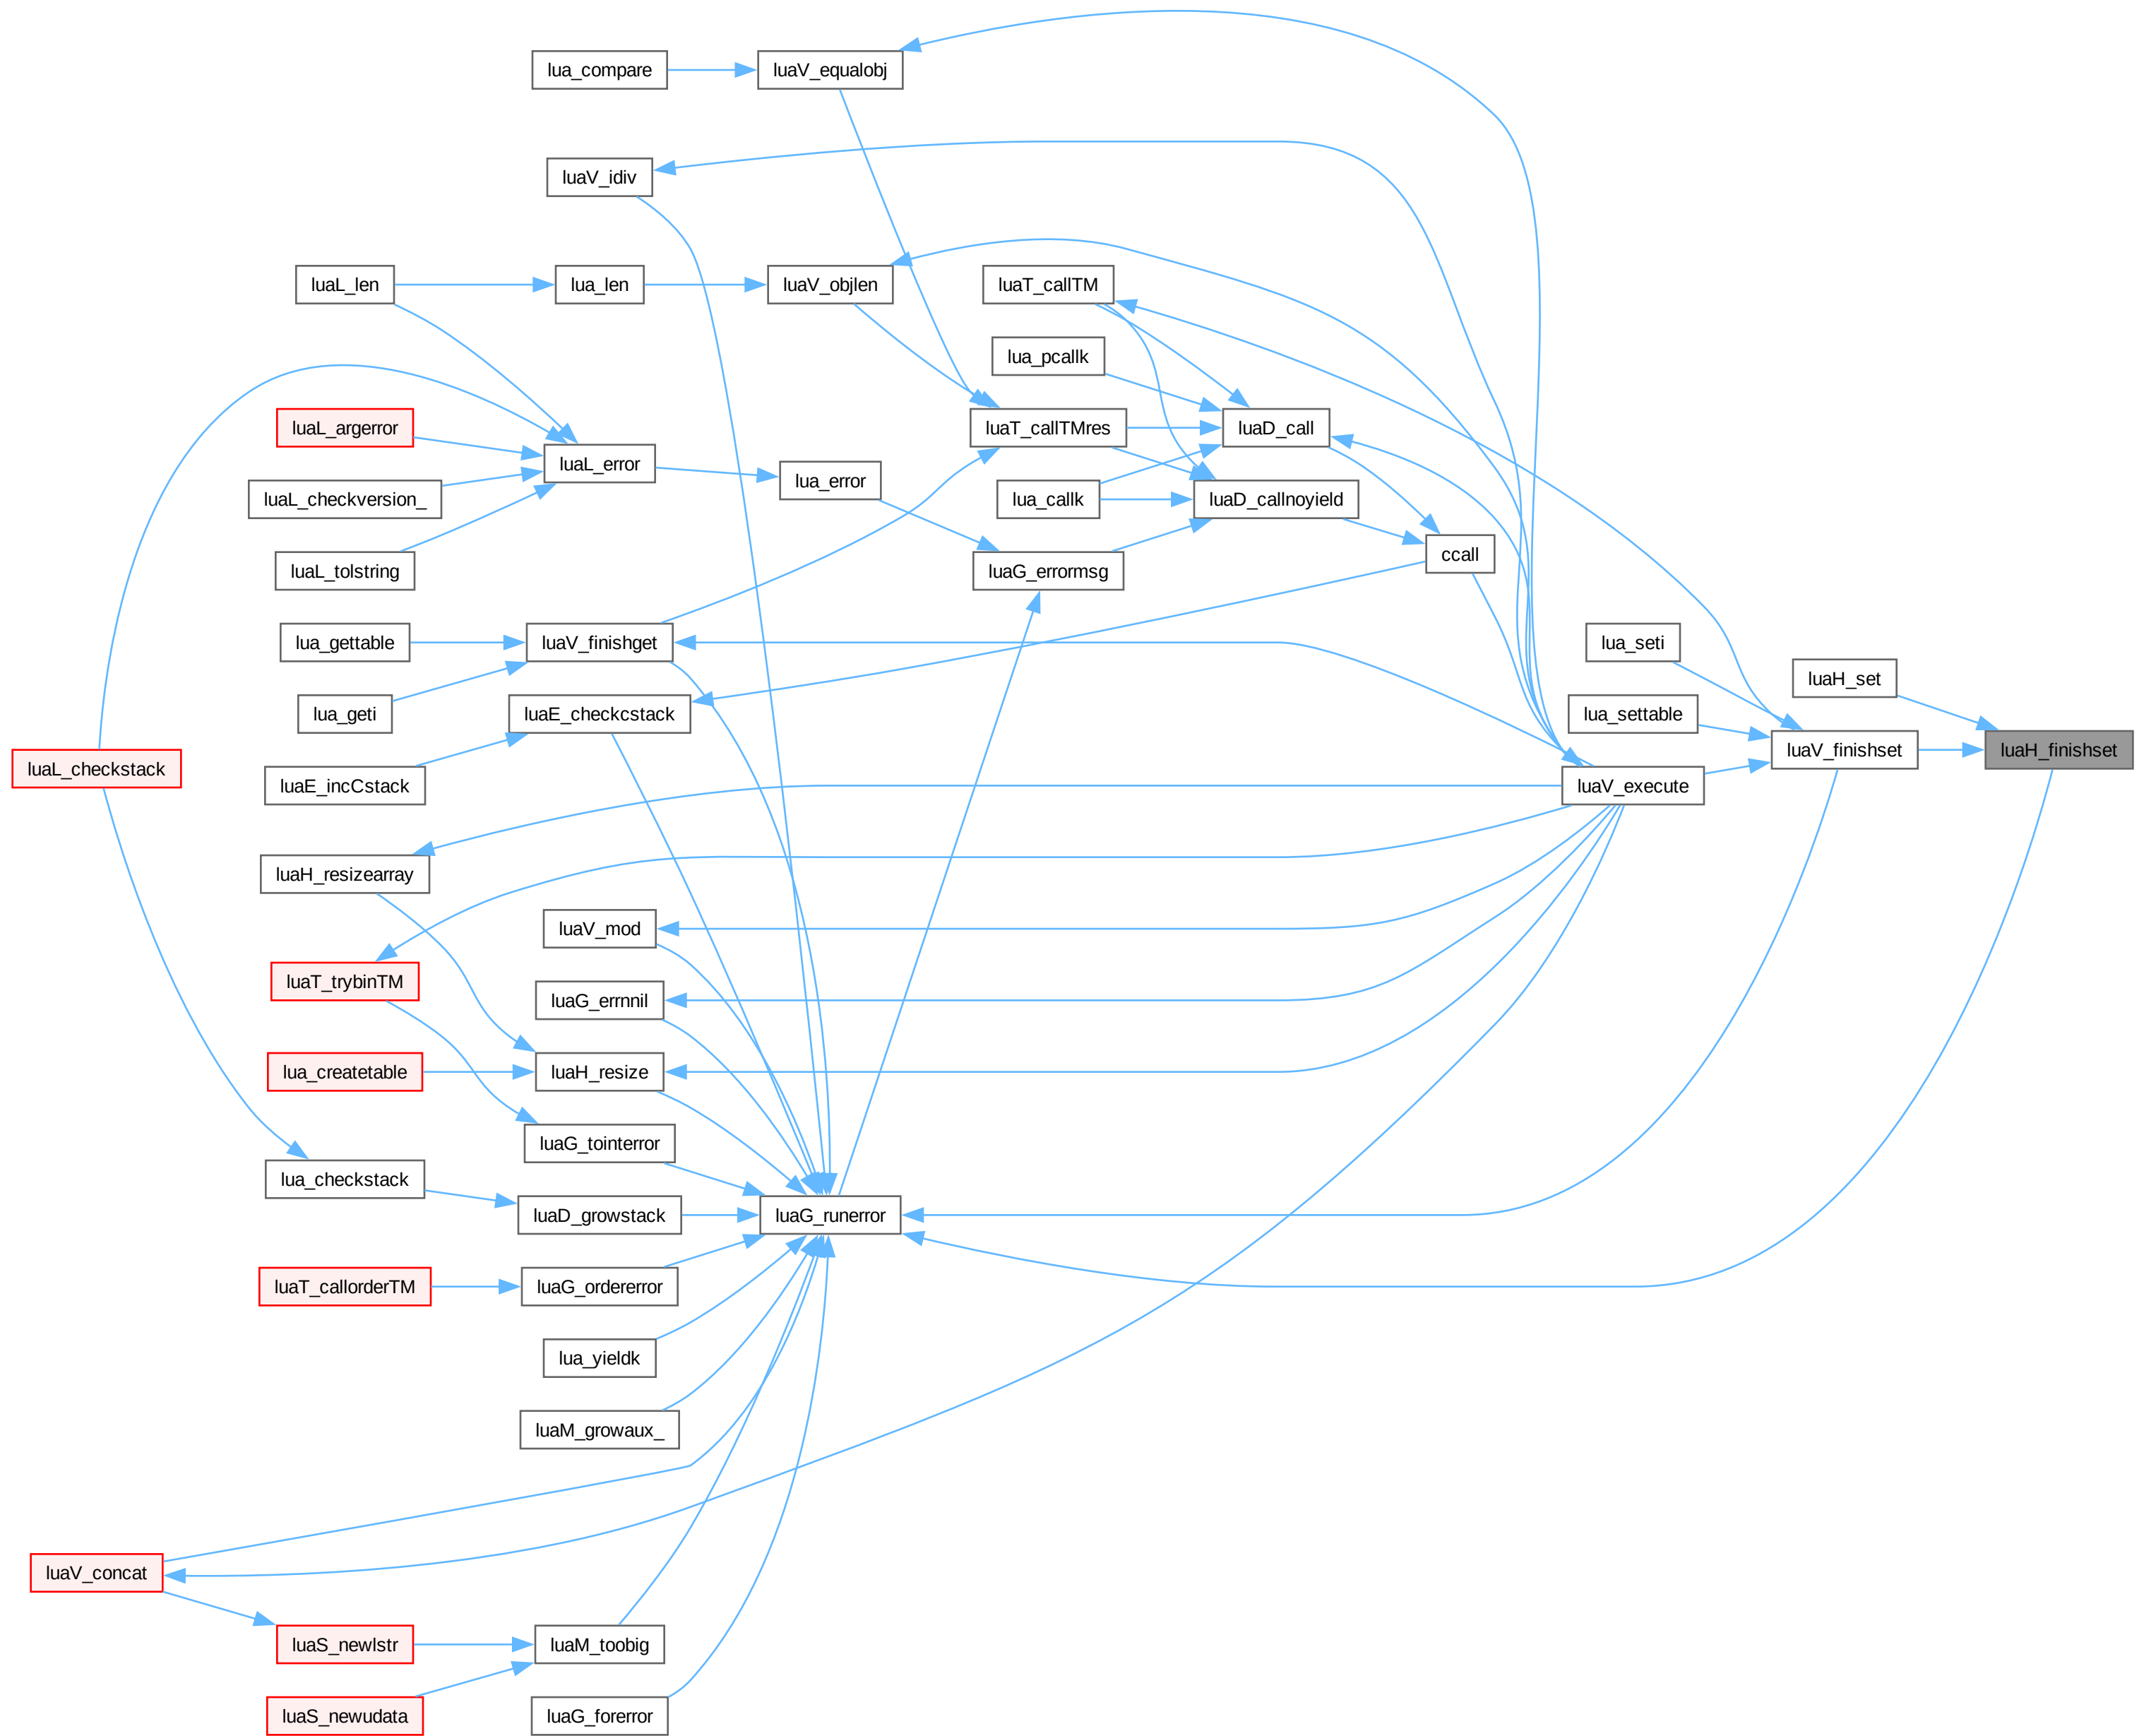 lua_compare
luaV_equalobj
luaV_idiv
luaL_len
lua_len
luaV_objlen
luaT_callTM
lua_pcallk
luaL_argerror
luaL_error
luaT_callTMres
luaD_call
lua_error
luaL_checkversion_
lua_callk
luaD_callnoyield
luaL_tolstring
luaG_errormsg
ccall
lua_gettable
luaV_finishget
lua_seti
luaH_set
lua_geti
luaE_checkcstack
lua_settable
luaL_checkstack
luaE_incCstack
luaV_execute
luaV_finishset
luaH_finishset
luaH_resizearray
luaV_mod
luaT_trybinTM
luaG_errnnil
lua_createtable
luaH_resize
luaG_tointerror
lua_checkstack
luaD_growstack
luaG_runerror
luaT_callorderTM
luaG_ordererror
lua_yieldk
luaM_growaux_
luaV_concat
luaS_newlstr
luaM_toobig
luaS_newudata
luaG_forerror